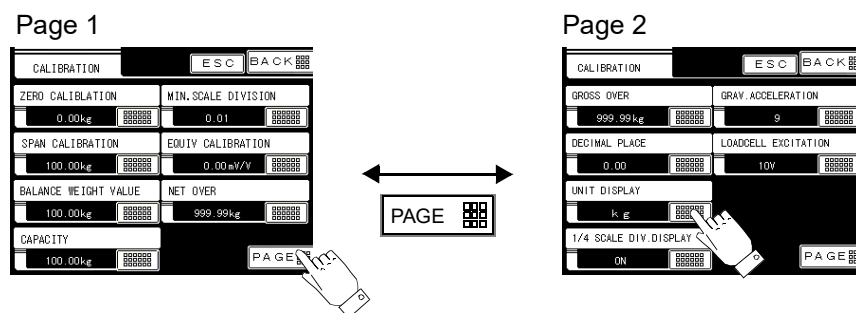 Page 1
CALIBRATION
ESC
BACK
ZERO CALIBLATION
MIN.SCALE DIVISION
0.00kg
0.01
SPAN CALIBRATION
EQUIV CALIBRATION
100.00kg
0.00mV/V
BALANCE WEIGHT VALUE
NET OVER
100.00kg
999.99kg
CAPACITY
100.00kg
PAGE
PAGE
Page 2
CALIBRATION
ESC
BACK
GROSS OVER
GRAV.ACCELERATION
999.99kg
9
DECIMAL PLACE
LOADCELL EXCITATION
0.00
10V
UNIT DISPLAY
kg
1/4 SCALE DIV.DISPLAY
ON
PAGE